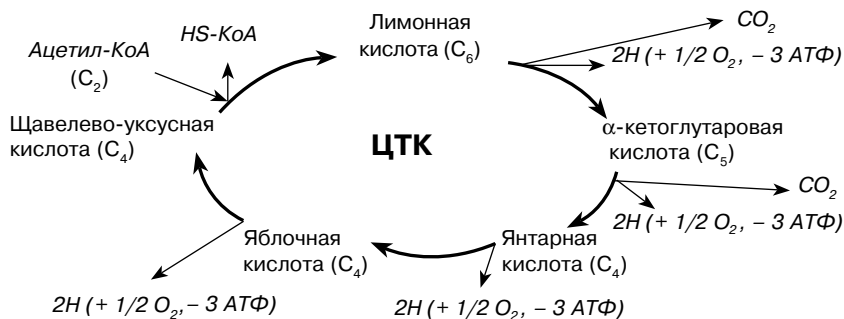 Ацетил-КоА
(C₂)
HS-КоА
Лимонная
кислота (C₆)
CO₂
2H (+ 1/2 O₂, – 3 АТФ)
Щавелево-уксусная
кислота (C₄)
ЦТК
α-кетоглутаровая
кислота (C₅)
CO₂
2H (+ 1/2 O₂, – 3 АТФ)
Яблочная
кислота (C₄)
Янтарная
кислота (C₄)
2H (+ 1/2 O₂, – 3 АТФ)
2H (+ 1/2 O₂, – 3 АТФ)